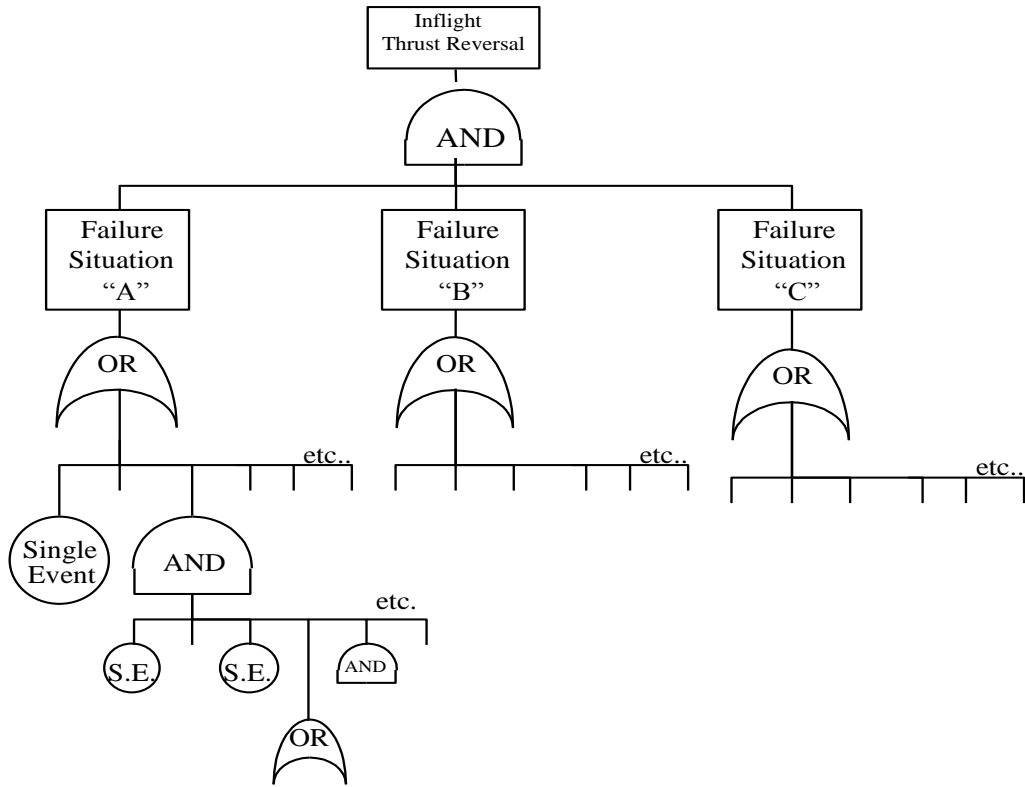 Inflight
Thrust Reversal
AND
Failure
Situation
“A”
Failure
Situation
“B”
Failure
Situation
“C”
OR
OR
OR
etc..
etc..
etc..
Single
Event
AND
etc.
S.E.
S.E.
AND
OR